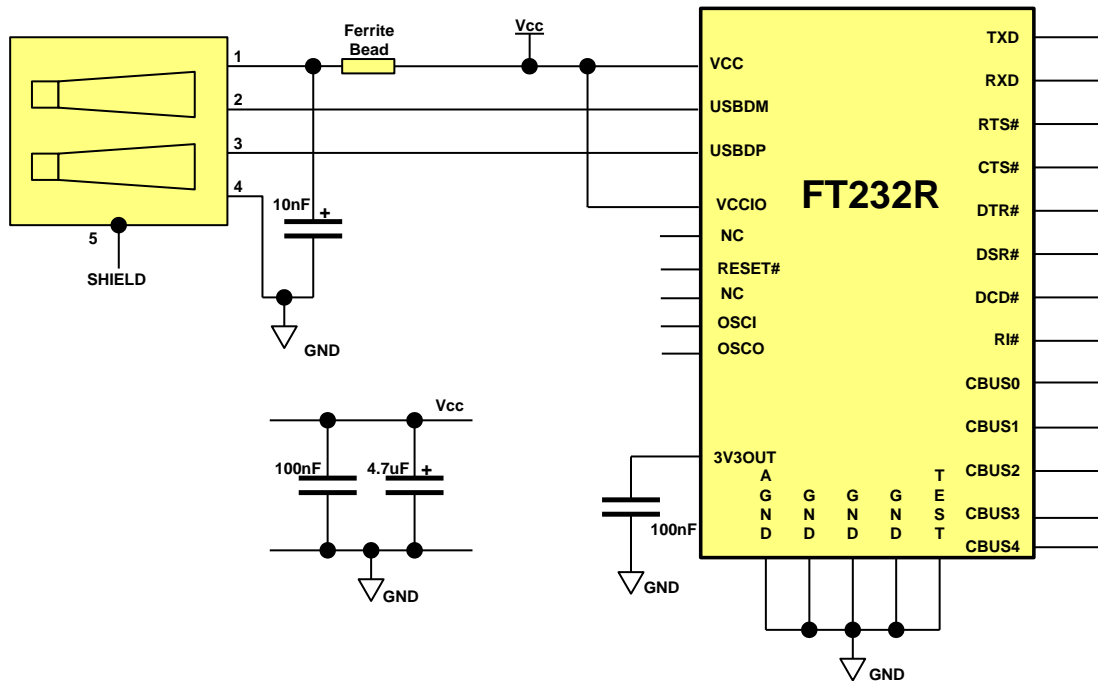 Ferrite
Bead
Vcc
1
2
3
4
5
SHIELD
10nF
+
GND
VCC
USBDM
USBDP
VCCIO
NC
RESET#
NC
OSCI
OSCO
3V3OUT
FT232R
TXD
RXD
RTS#
CTS#
DTR#
DSR#
DCD#
RI#
CBUS0
CBUS1
CBUS2
CBUS3
CBUS4
AGND
GND
GND
GND
TEST
Vcc
100nF
4.7uF
+
GND
100nF
GND
GND